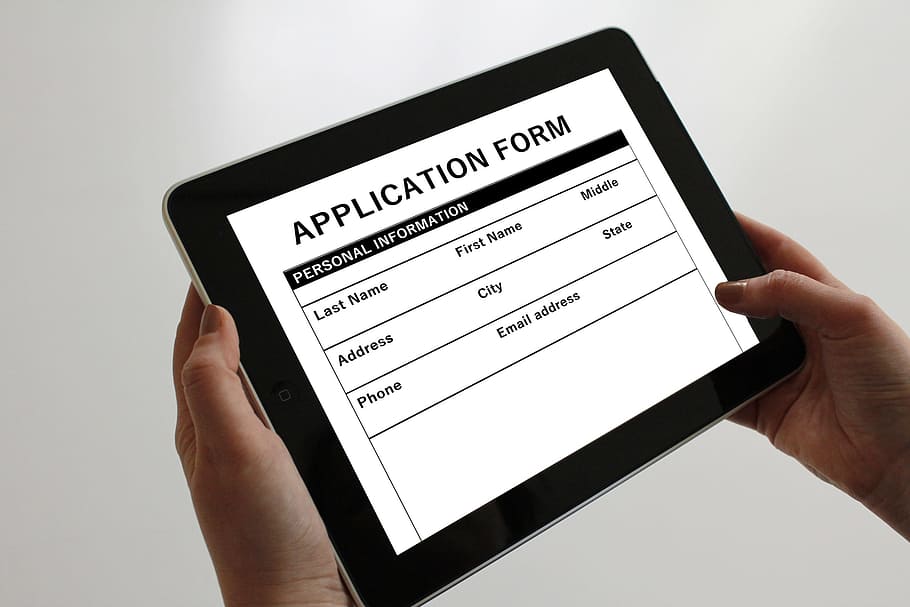 APPLICATION FORM
PERSONAL INFORMATION
Last Name First Name Middle
Address City State
Phone Email address